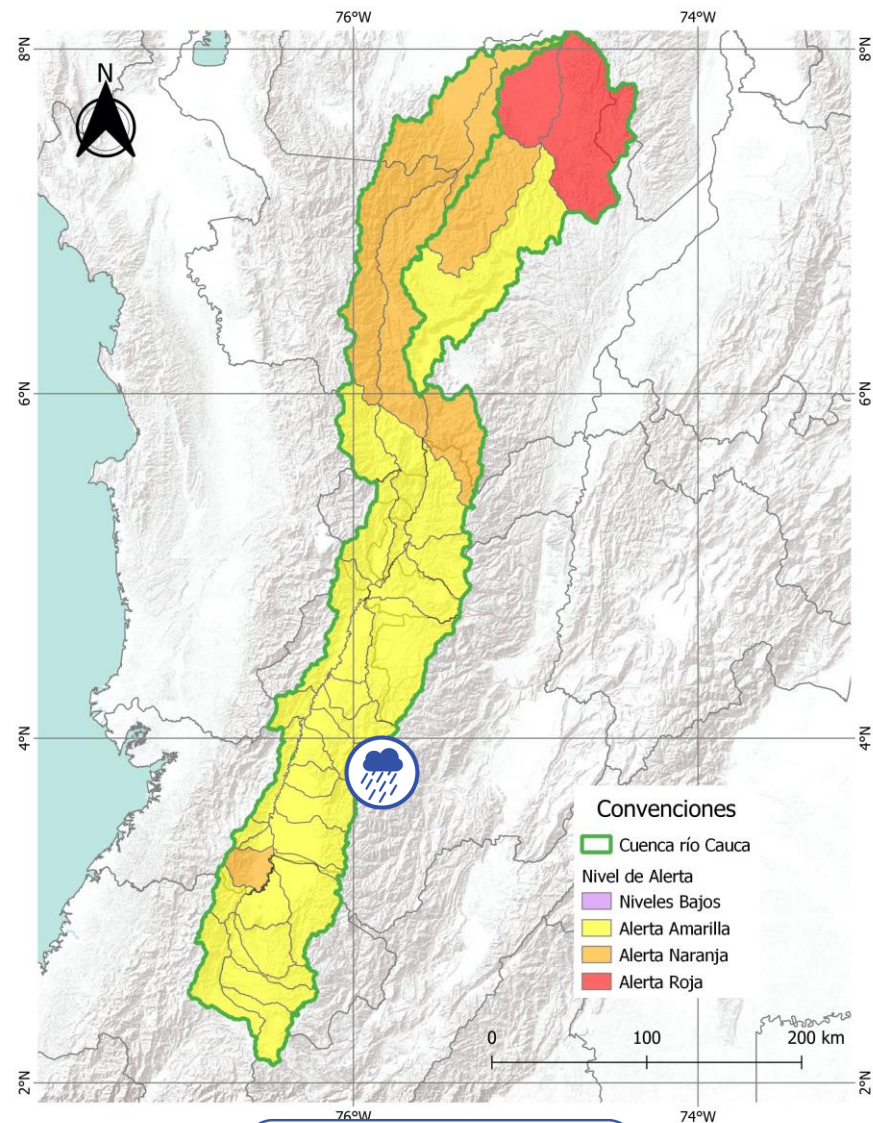 76°W 74°W
8°N 8°N
N
6°N 6°N
4°N 4°N
Convenciones
Cuenca río Cauca
Nivel de Alerta
Niveles Bajos
Alerta Amarilla
Alerta Naranja
Alerta Roja
0 100 200 km
2°N 2°N
76°W 74°W